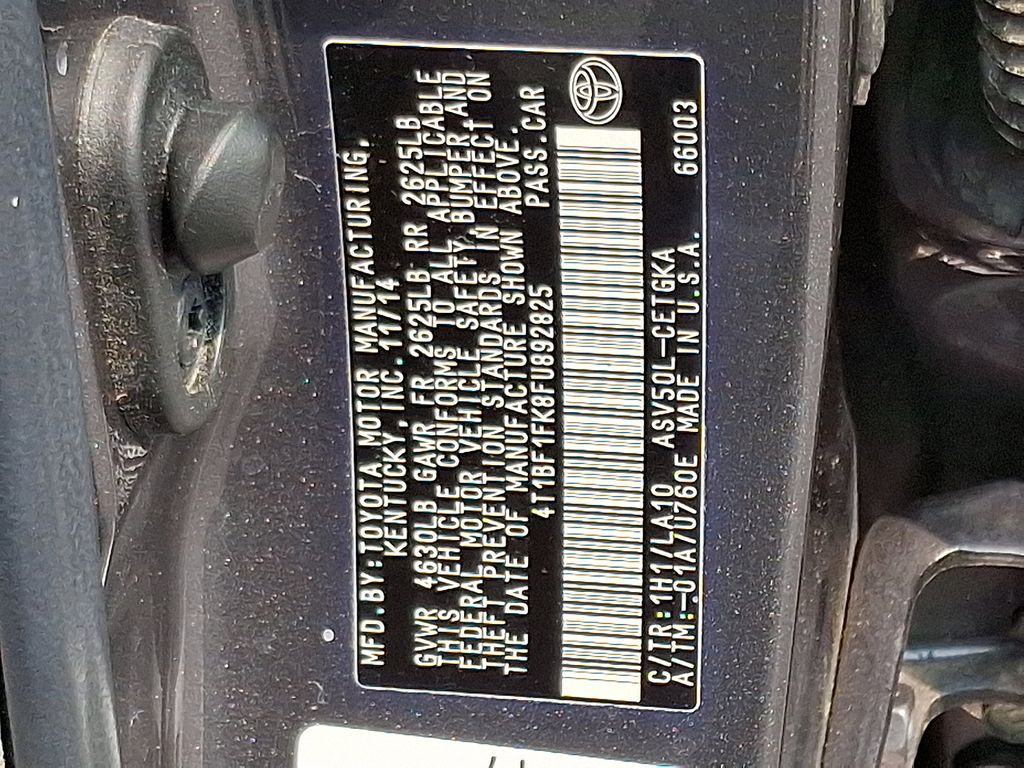 MFD.BY:TOYOTA MOTOR MANUFACTURING.
KENTUCKY,INC.11/14
GVWR 4630LB GAWR FR 2625LB RR 2625LB
THIS VEHICLE CONFORMS TO ALL APPLICABLE
FEDERAL MOTOR VEHICLE SAFETY,BUMPER,AND
THEFT PREVENTION STANDARDS IN EFFECT ON
THE DATE OF MANUFACTURE SHOWN ABOVE.
4T1BF1FK8FU892825 PASS.CAR
C/TR:1H1/LA10 ASV50L-CETGKA 66003
A/TM:-01A/U760E MADE IN U.S.A.